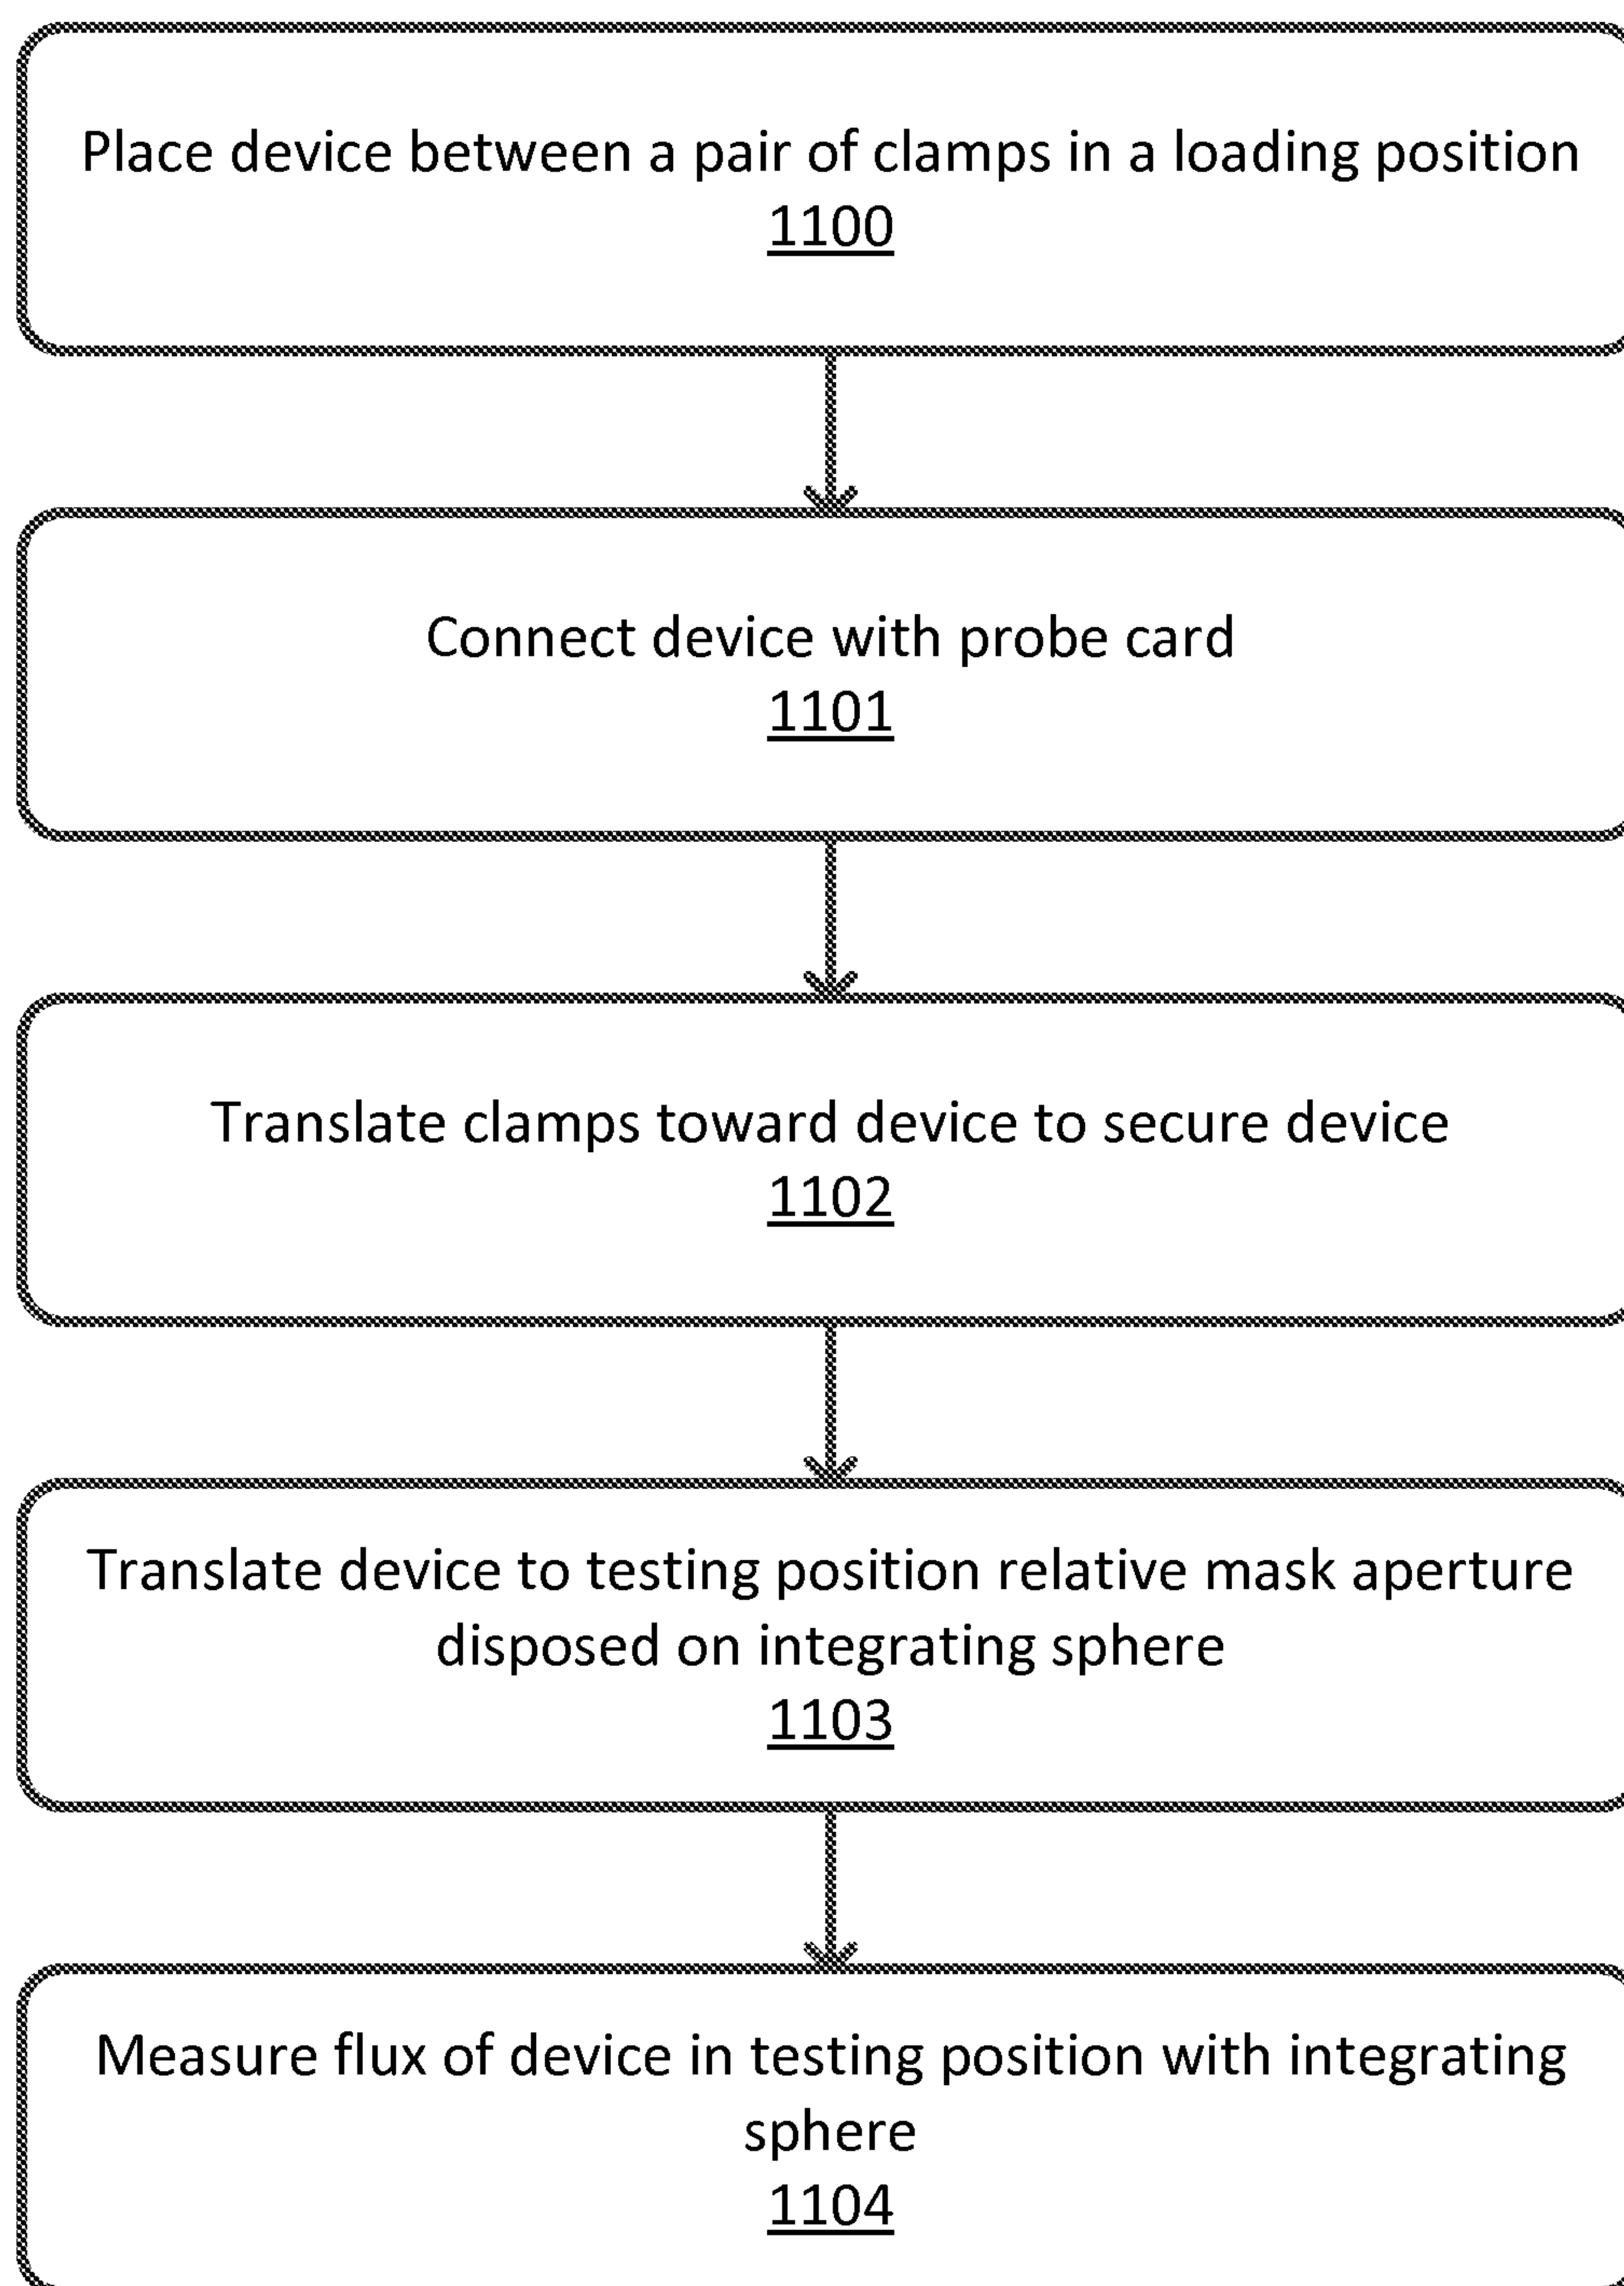 Place device between a pair of clamps in a loading position
1100
Connect device with probe card
1101
Translate clamps toward device to secure device
1102
Translate device to testing position relative mask aperture
disposed on integrating sphere
1103
Measure flux of device in testing position with integrating
sphere
1104